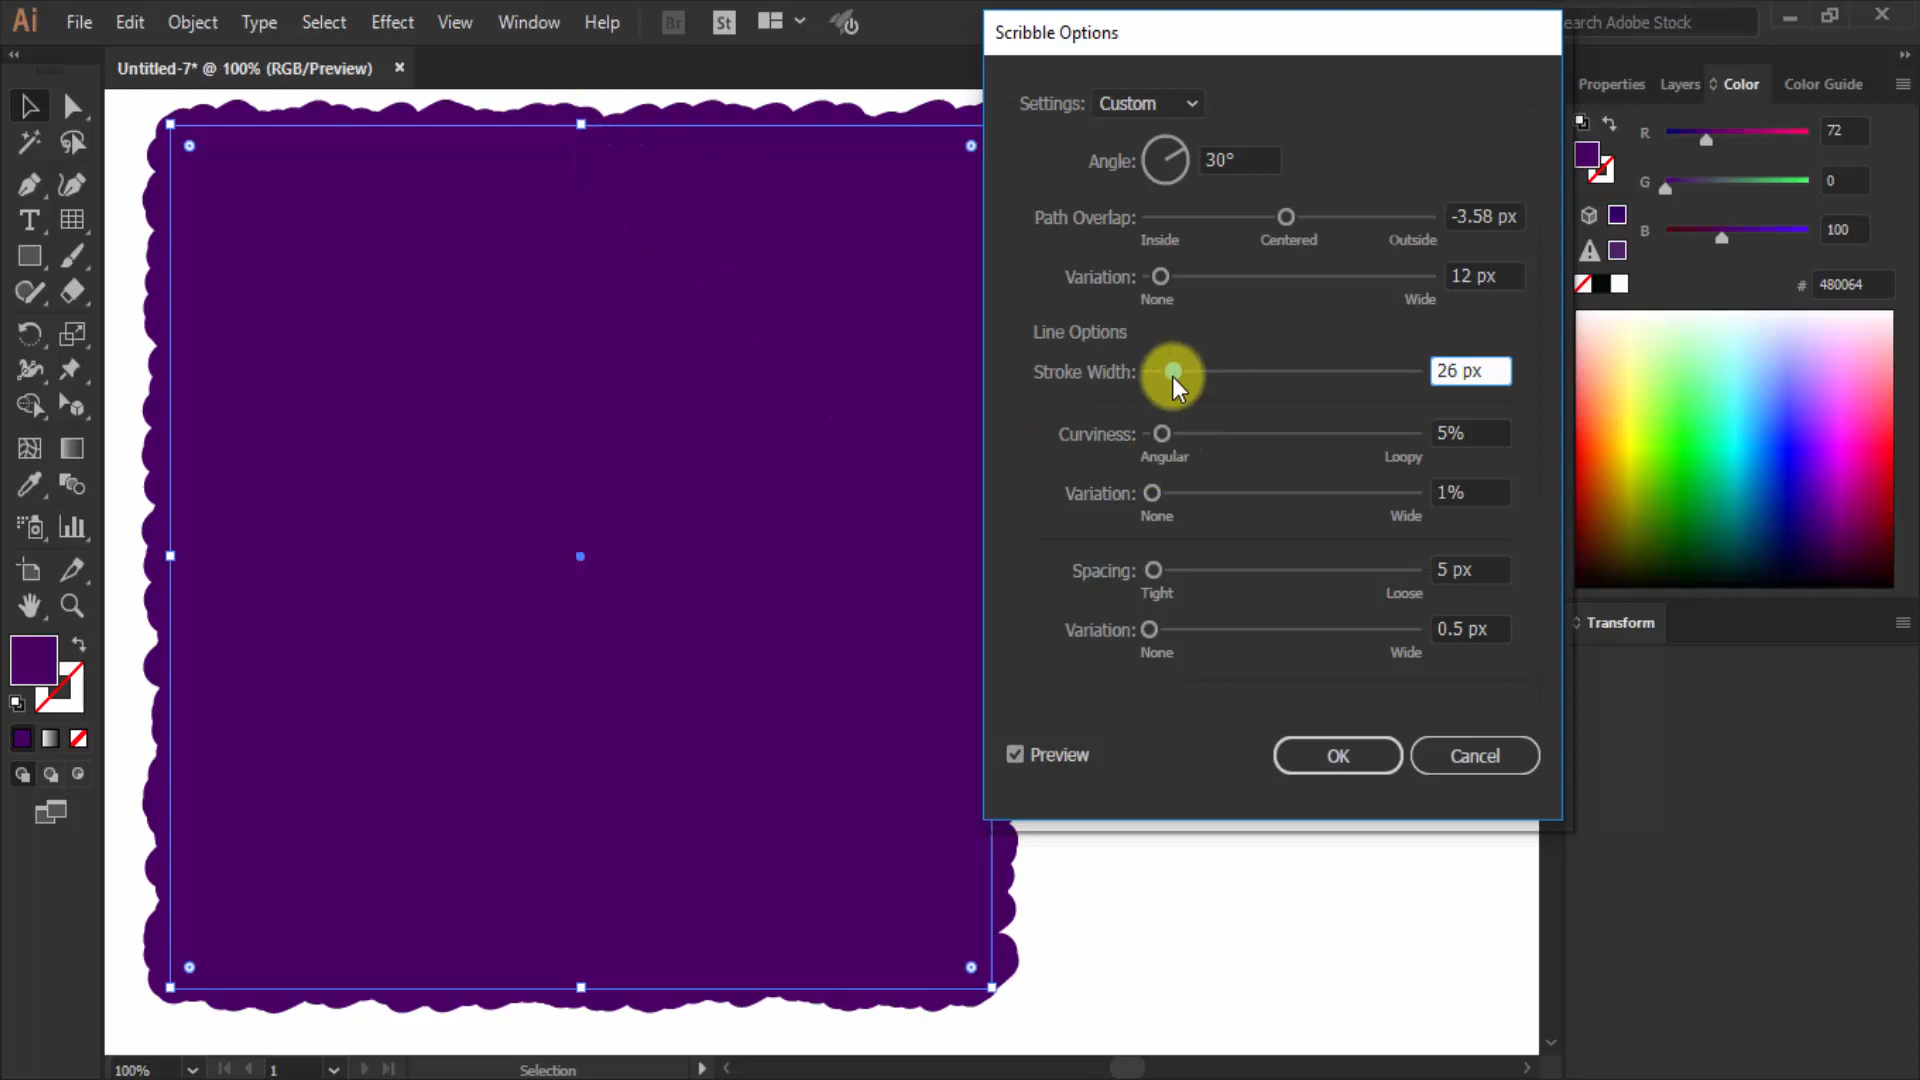 Ai File Edit Object Type Select Effect View Window Help Br St
Scribble Options
earch Adobe Stock
Untitled-7* @ 100% (RGB/Preview) ×
Settings: Custom
Properties Layers Color Color Guide
R 72
Angle: 30°
G 0
Path Overlap: -3.58 px
Inside Centered Outside
B 100
Variation: 12 px
None Wide
# 480064
Line Options
Stroke Width: 26 px
Curviness: 5%
Angular Loopy
Variation: 1%
None Wide
Spacing: 5 px
Tight Loose
Transform
Variation: 0.5 px
None Wide
Preview OK Cancel
100% 1 Selection